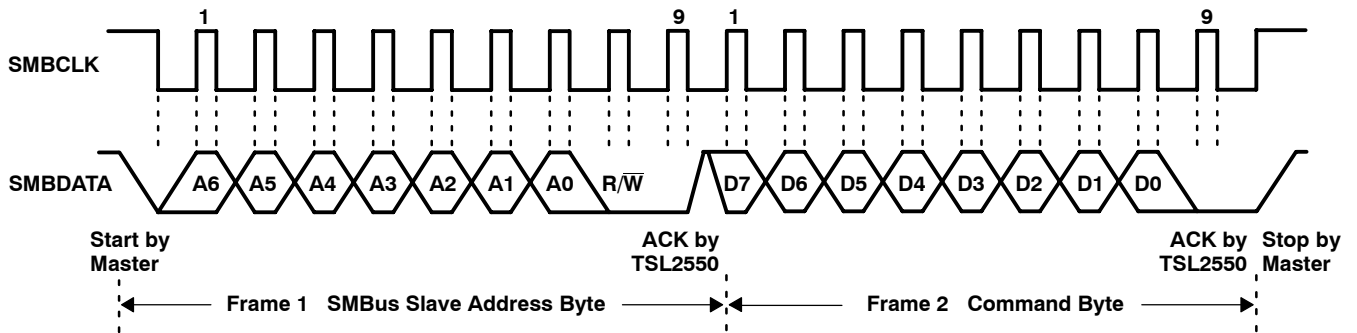 1 9 1 9
SMBCLK
SMBDATA A6 A5 A4 A3 A2 A1 A0 R/W̅ D7 D6 D5 D4 D3 D2 D1 D0
Start by Master
ACK by TSL2550
ACK by TSL2550
Stop by Master
Frame 1 SMBus Slave Address Byte
Frame 2 Command Byte